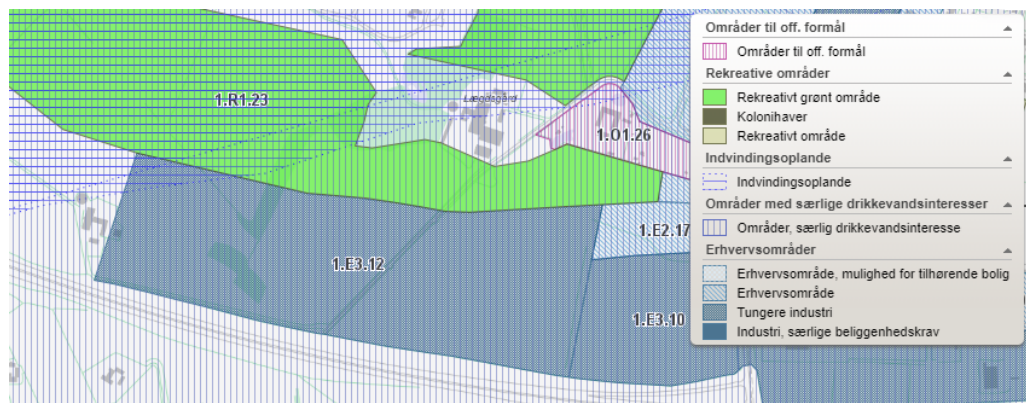 Områder til off. formål
Områder til off. formål
Rekreative områder
Rekreativt grønt område
Kolonihaver
Rekreativt område
Indvindingsoplande
Indvindingsoplande
Områder med særlige drikkevandsinteresser
Områder, særlig drikkevandsinteresse
Erhvervsområder
Erhvervsområde, mulighed for tilhørende bolig
Erhvervsområde
Tungere industri
Industri, særlige beliggenhedskrav
1.R1.23
Lægdsgård
1.O1.26
1.E2.17
1.E3.12
1.E3.10